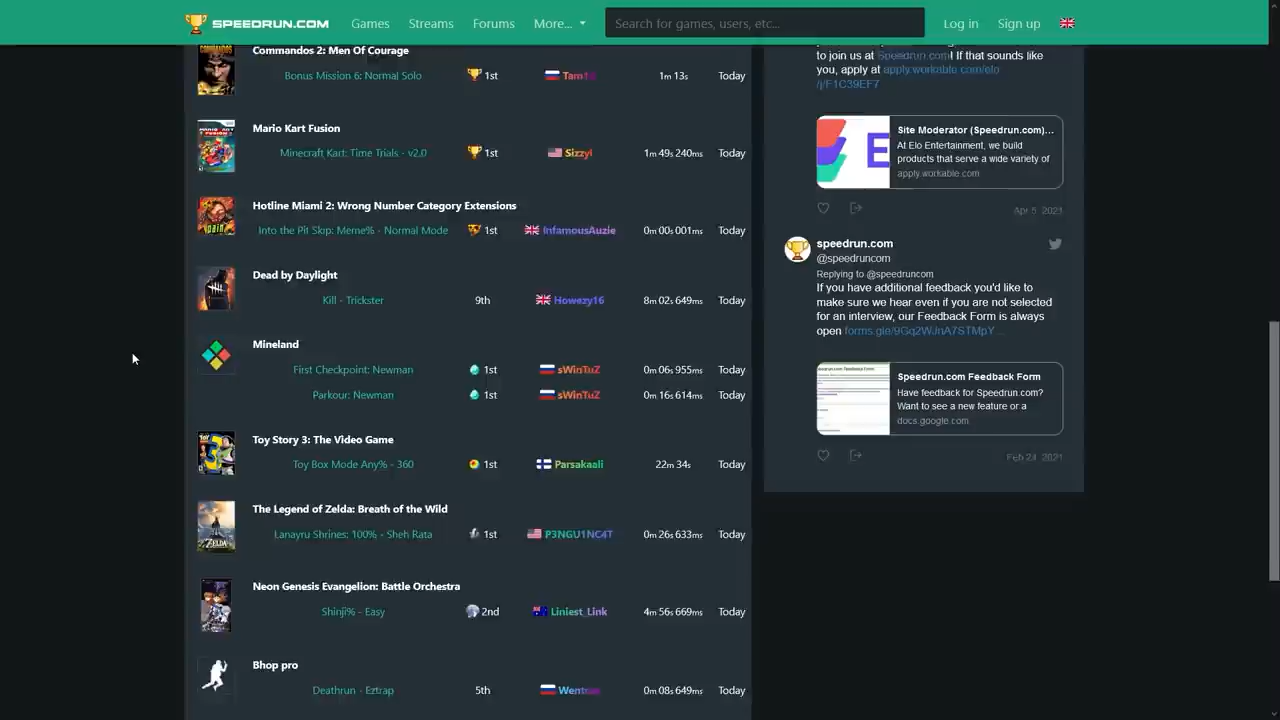 SPEEDRUN.COM Games Streams Forums More... Search for games, users, etc... Log in Sign up
Commandos 2: Men Of Courage
Bonus Mission 6: Normal Solo 1st 1m 13s Today
Mario Kart Fusion
Minecraft Kart: Time Trials - v2.0 1st Sizzyl 1m 49s 240ms Today
Hotline Miami 2: Wrong Number Category Extensions
Into the Pit Skip: Meme% - Normal Mode 1st InfamousAuzie 0m 00s 001ms Today
Dead by Daylight
Kill - Trickster 9th Howezy16 8m 02s 649ms Today
Mineland
First Checkpoint: Newman 1st sWinTuZ 0m 06s 955ms Today
Parkour: Newman 1st sWinTuZ 0m 16s 614ms Today
Toy Story 3: The Video Game
Toy Box Mode Any% - 360 1st Parsakaali 22m 34s Today
The Legend of Zelda: Breath of the Wild
Lanayru Shrines: 100% - Sheh Rata 1st P3NGU1NC4T 0m 26s 633ms Today
Neon Genesis Evangelion: Battle Orchestra
Shinji% - Easy 2nd Liniest_Link 4m 56s 669ms Today
Bhop pro
Deathrun - Eztrap 5th 0m 08s 649ms Today
to join us at Speedrun.com! If that sounds like
you, apply at apply.workable.com/elo
/j/F1C39EF7
Site Moderator (Speedrun.com)...
At Elo Entertainment, we build
products that serve a wide variety of
apply.workable.com
Apr 5, 2021
speedrun.com
@speedruncom
Replying to @speedruncom
If you have additional feedback you'd like to
make sure we hear even if you are not selected
for an interview, our Feedback Form is always
open forms.gle/9Gq2WJnA7STMpY...
Speedrun.com Feedback Form
Have feedback for Speedrun.com?
Want to see a new feature or a
docs.google.com
Feb 24, 2021